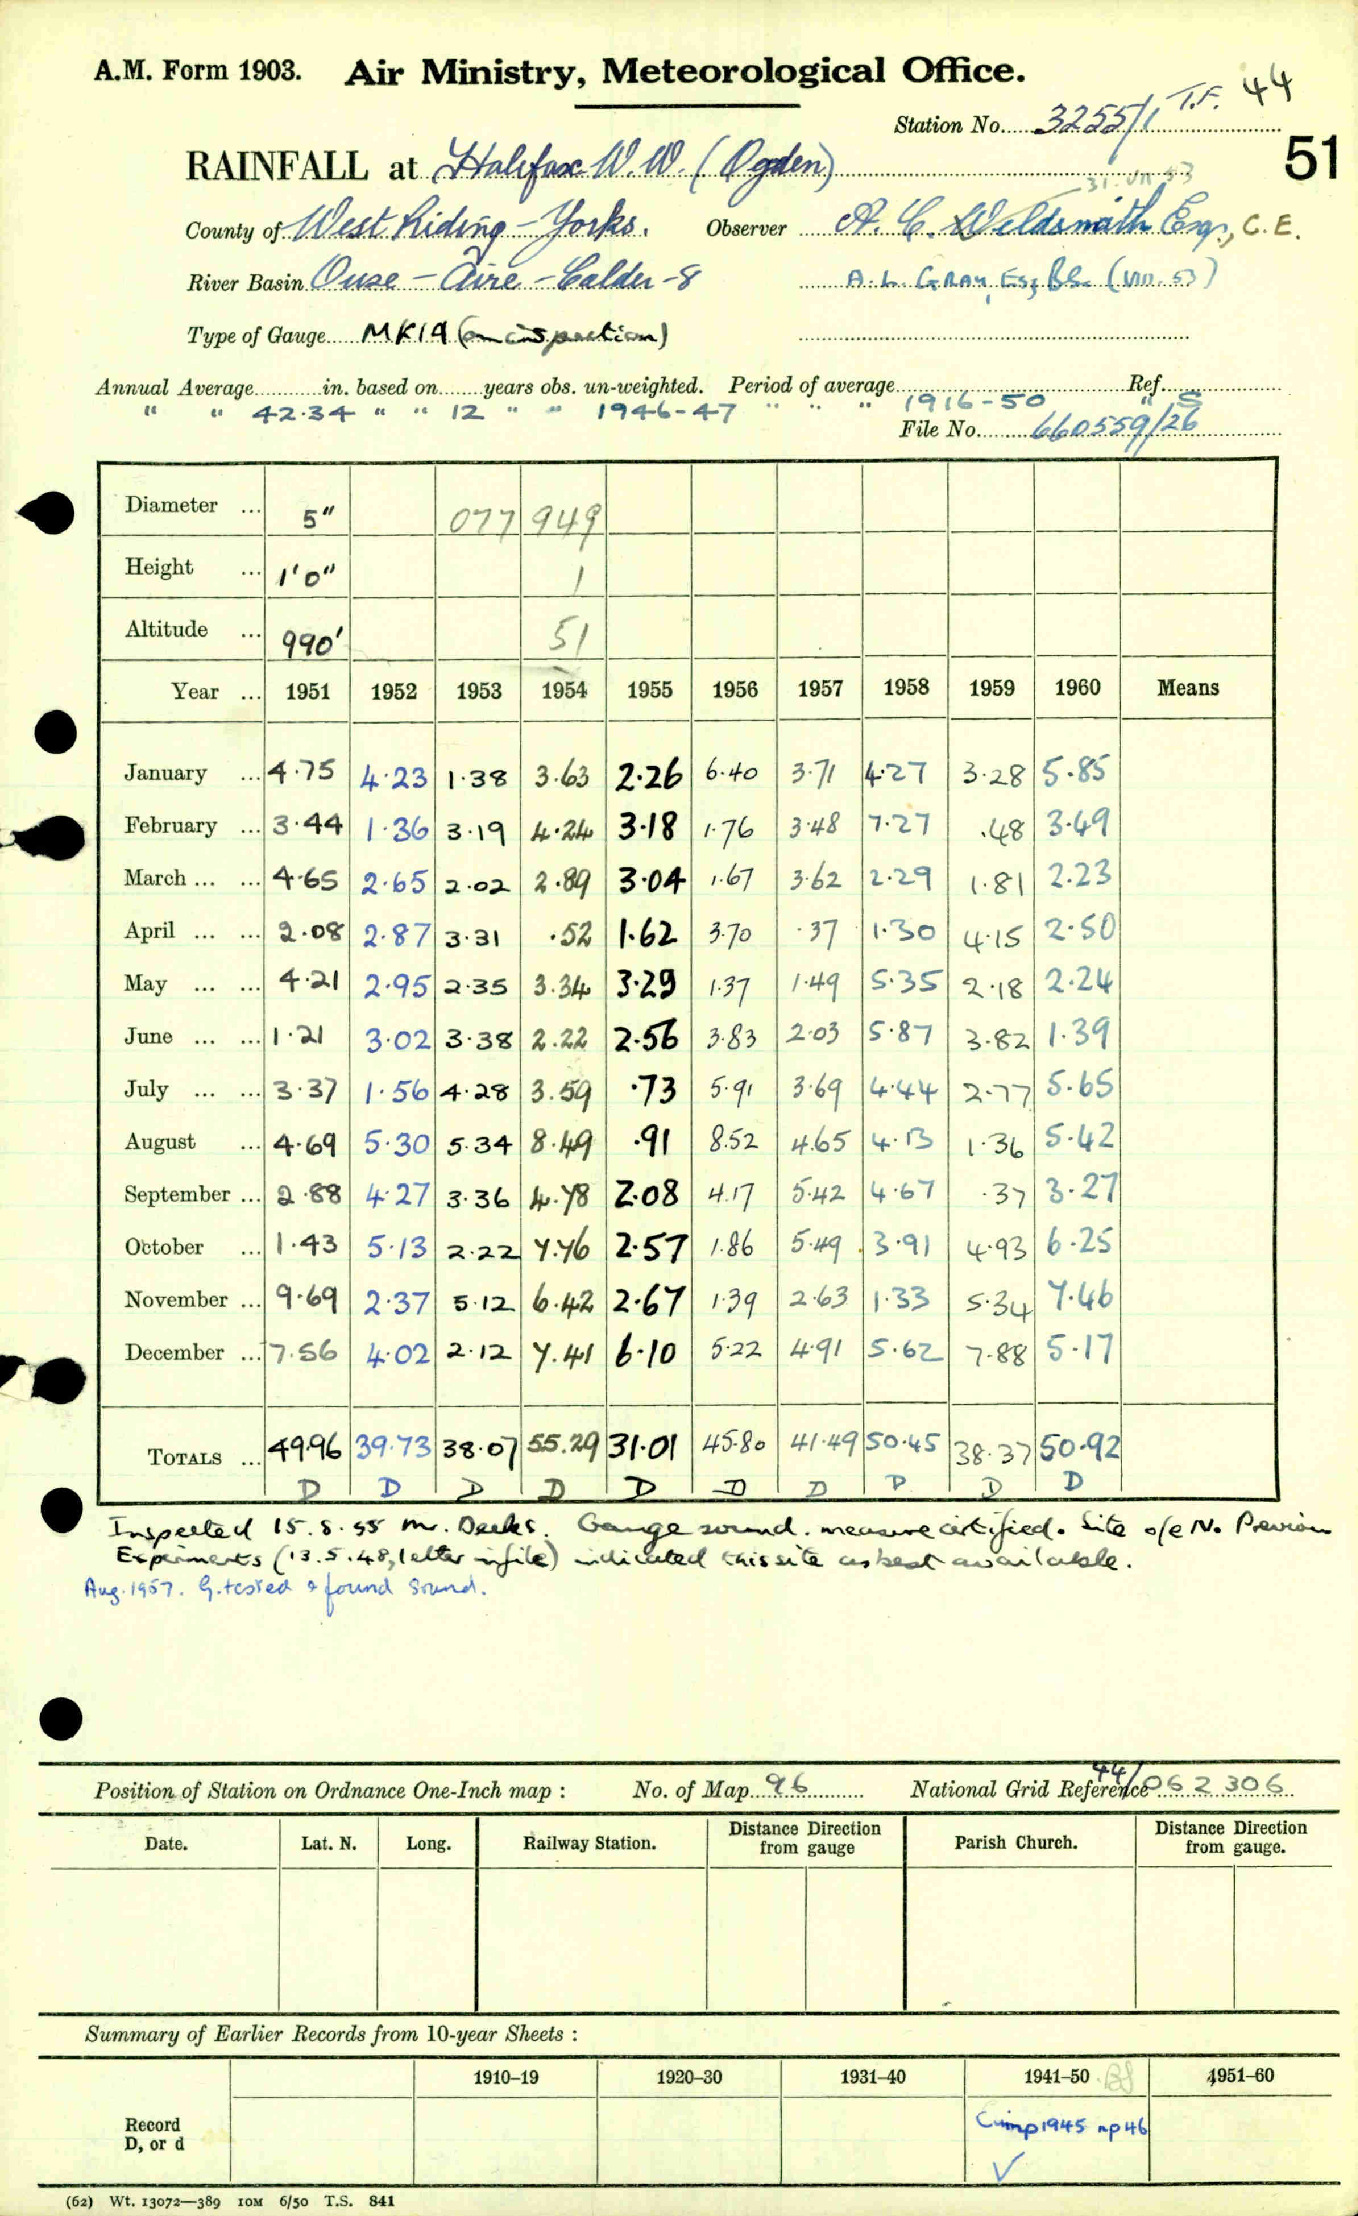 A.M. Form 1903. Air Ministry, Meteorological Office.
T.F. 44
Station No. 3255/1
51
RAINFALL at Halifax W.W. (Ogden)
31.VII.53
County of West Riding - Yorks. Observer A. C. Weldsmith Esq., C.E.
River Basin Ouse - Aire - Calder - 8 A. L. GRAY, Esq BSc (VIII.53)
Type of Gauge MK1A (on inspection)
Annual Average in. based on years obs. un-weighted. Period of average Ref.
" " 42.34 " " 12 " " 1946-47 " " " 1916-50 " S
File No. 660559/26
Diameter ... 5" 077 949
Height ... 1'0" 1
Altitude ... 990' 51
Year ... 1951 1952 1953 1954 1955 1956 1957 1958 1959 1960 Means
January ... 4.75 4.23 1.38 3.63 2.26 6.40 3.71 4.27 3.28 5.85
February ... 3.44 1.36 3.19 4.24 3.18 1.76 3.48 7.27 .48 3.49
March ... ... 4.65 2.65 2.02 2.89 3.04 1.67 3.62 2.29 1.81 2.23
April ... ... 2.08 2.87 3.31 .52 1.62 3.70 .37 1.30 4.15 2.50
May ... ... 4.21 2.95 2.35 3.34 3.29 1.37 1.49 5.35 2.18 2.24
June ... ... 1.21 3.02 3.38 2.22 2.56 3.83 2.03 5.87 3.82 1.39
July ... ... 3.37 1.56 4.28 3.59 .73 5.91 3.69 4.44 2.77 5.65
August ... 4.69 5.30 5.34 8.49 .91 8.52 4.65 4.13 1.36 5.42
September ... 2.88 4.27 3.36 4.78 2.08 4.17 5.42 4.67 .37 3.27
October ... 1.43 5.13 2.22 7.76 2.57 1.86 5.49 3.91 4.93 6.25
November ... 9.69 2.37 5.12 6.42 2.67 1.39 2.63 1.33 5.34 7.46
December ... 7.56 4.02 2.12 7.41 6.10 5.22 4.91 5.62 7.88 5.17
TOTALS ... 49.96 39.73 38.07 55.29 31.01 45.80 41.49 50.45 38.37 50.92
D D D D D D D D D D
Inspected 15.8.55 Mr. Deeks. Gauge sound. measure certified. Site o/e N. Previous
Experiments (13.5.48, letter in file) indicated this site as best available.
Aug. 1957. G. tested & found sound.
Position of Station on Ordnance One-Inch map : No. of Map 96 National Grid Reference 44/062306
Date. Lat. N. Long. Railway Station. Distance Direction from gauge Parish Church. Distance Direction from gauge.
Summary of Earlier Records from 10-year Sheets :
1910–19 1920–30 1931–40 1941–50 1951–60
Record
D, or d
1945 46
(62) Wt. 13072—389 10M 6/50 T.S. 841